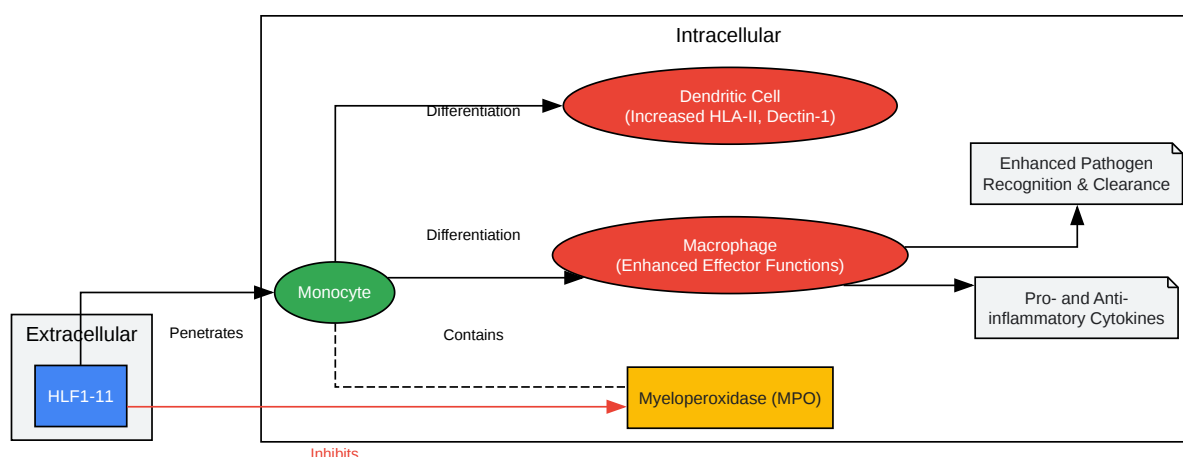 Intracellular
Dendritic Cell
(Increased HLA-II, Dectin-1)
Differentiation
Enhanced Pathogen
Recognition & Clearance
Differentiation
Macrophage
(Enhanced Effector Functions)
Monocyte
Pro- and Anti-
inflammatory Cytokines
Extracellular
Penetrates
Contains
HLF1-11
Myeloperoxidase (MPO)
Inhibits